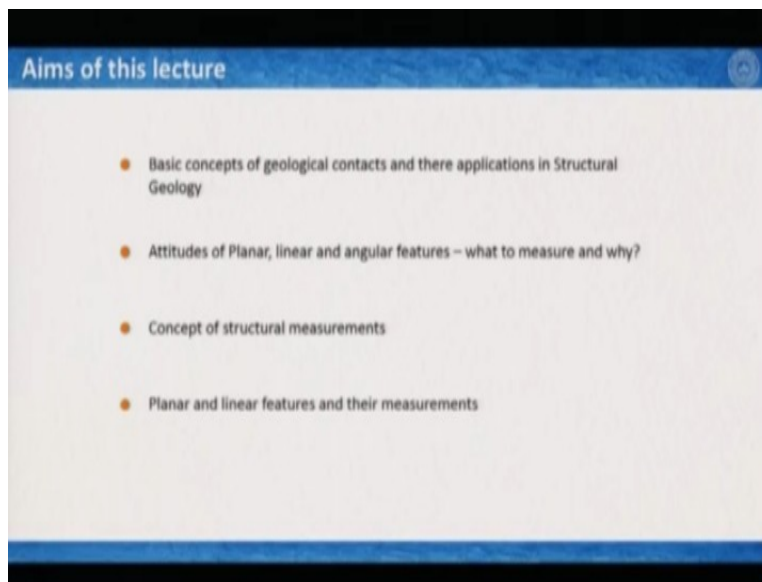 Aims of this lecture
Basic concepts of geological contacts and there applications in Structural
Geology
Attitudes of Planar, linear and angular features – what to measure and why?
Concept of structural measurements
Planar and linear features and their measurements